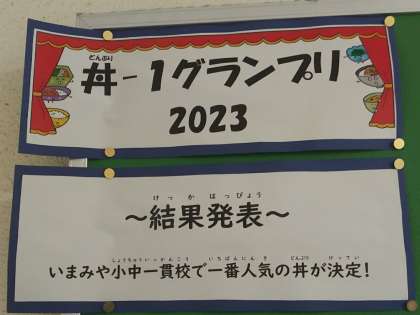 どんぶり
丼-1グランプリ
2023
けっかはっぴょう
～結果発表～
しょうちゅういっかんこう いちばんにんき どんぶり けってい
いまみや小中一貫校で一番人気の丼が決定!